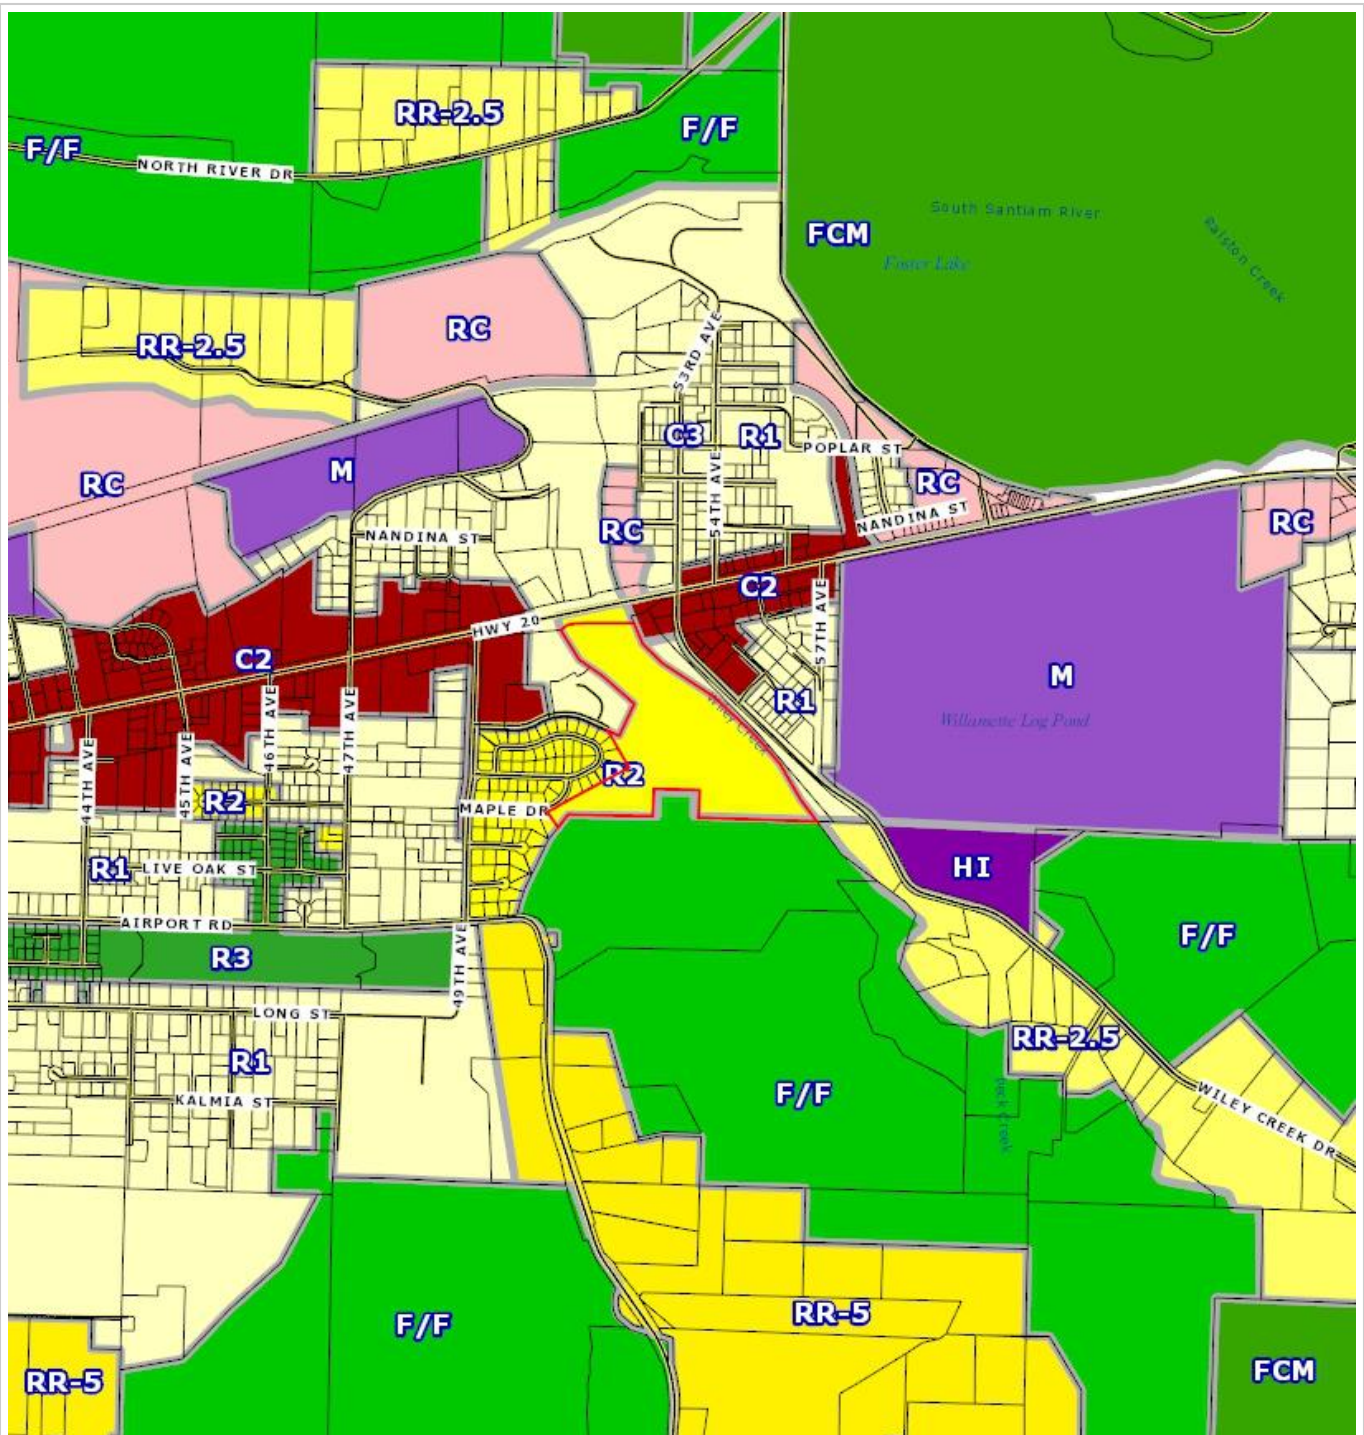 RR-2.5
F/F
F/F
NORTH RIVER DR
South Santiam River
FCM
Foster Lake
Ralston Creek
RC
RR-2.5
53RD AVE
C3
R1
POPLAR ST
M
RC
RC
54TH AVE
NANDINA ST
RC
RC
NANDINA ST
C2
57TH AVE
HWY 20
C2
M
R1
Willamette Log Pond
Wiley Creek
46TH AVE
47TH AVE
44TH AVE
45TH AVE
R2
R2
MAPLE DR
R1
LIVE OAK ST
HI
AIRPORT RD
F/F
R3
49TH AVE
LONG ST
RR-2.5
R1
F/F
KALMIA ST
WILEY CREEK DR
RR-5
F/F
RR-5
FCM